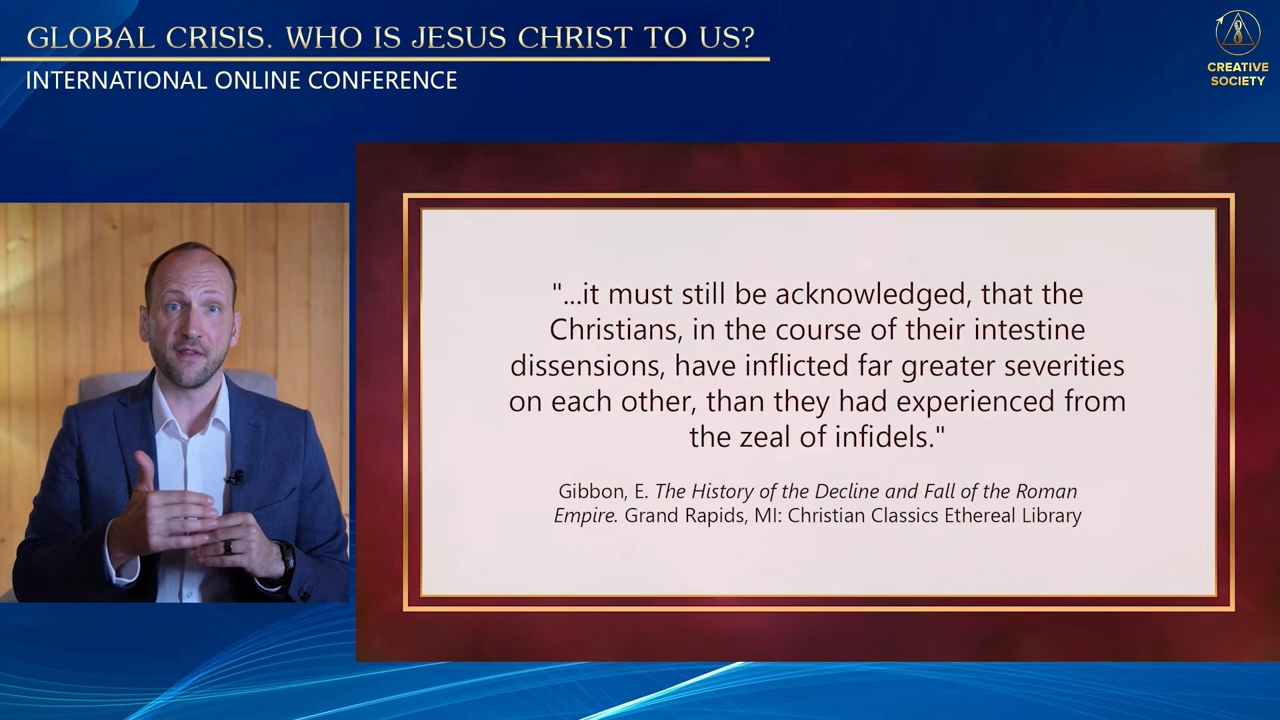 GLOBAL CRISIS. WHO IS JESUS CHRIST TO US?
INTERNATIONAL ONLINE CONFERENCE
CREATIVE
SOCIETY
"...it must still be acknowledged, that the
Christians, in the course of their intestine
dissensions, have inflicted far greater severities
on each other, than they had experienced from
the zeal of infidels."
Gibbon, E. The History of the Decline and Fall of the Roman
Empire. Grand Rapids, MI: Christian Classics Ethereal Library